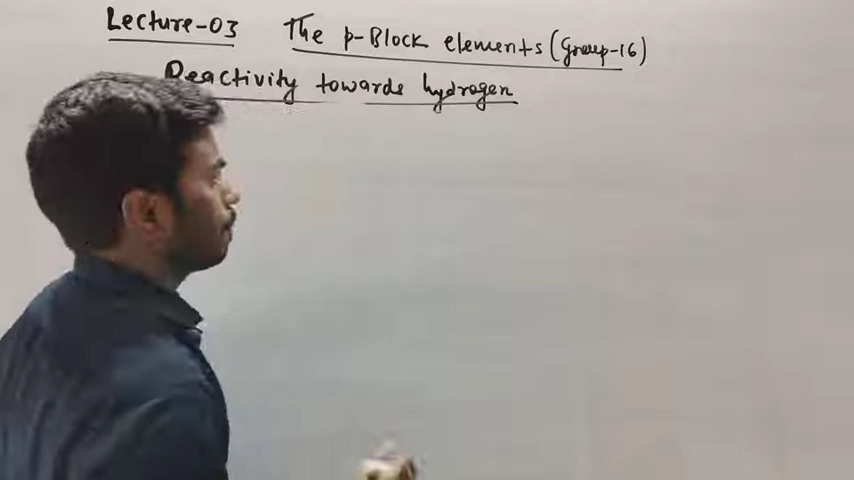 Lecture-03 The p-Block elements (Group-16)
Reactivity towards hydrogen